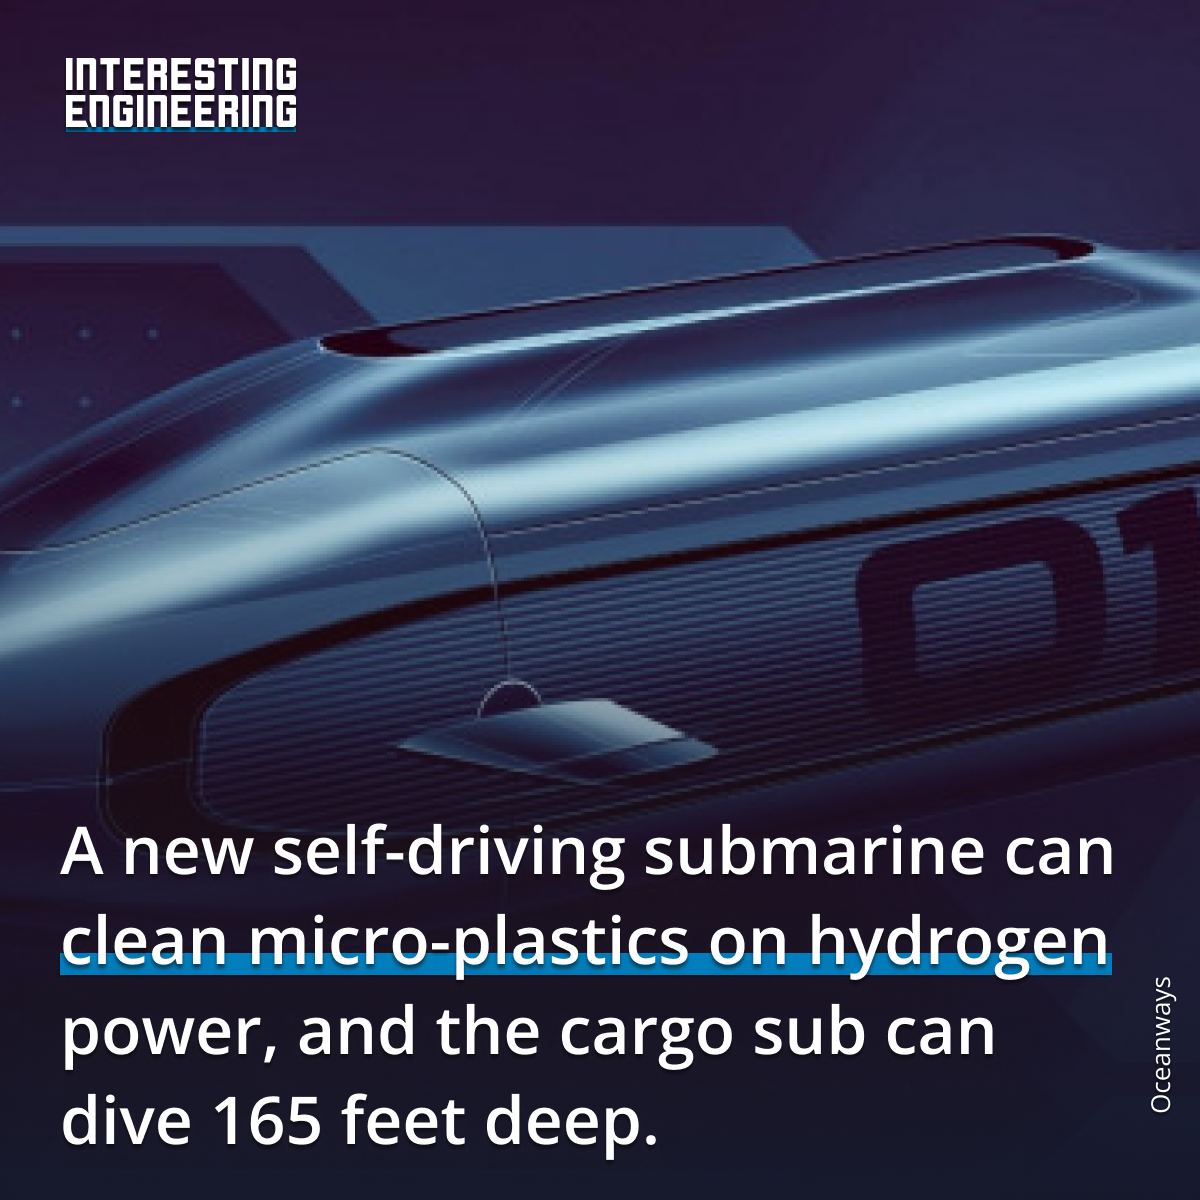 INTERESTING
ENGINEERING
01
A new self-driving submarine can
clean micro-plastics on hydrogen
power, and the cargo sub can
dive 165 feet deep.
Oceanways